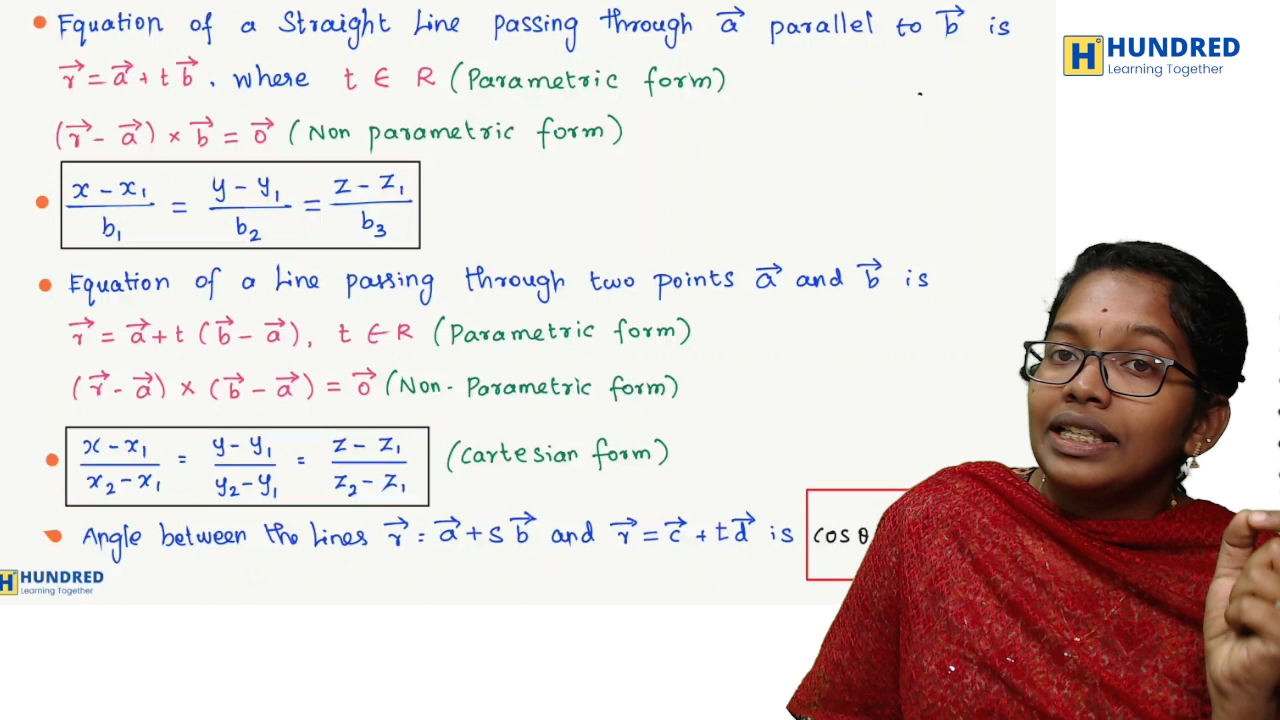 • Equation of a Straight Line passing through a⃗ parallel to b⃗ is
r⃗ = a⃗ + t b⃗ , where t ∈ R (Parametric form)
(r⃗ - a⃗) × b⃗ = 0⃗ (Non parametric form)
• (x - x₁)/b₁ = (y - y₁)/b₂ = (z - z₁)/b₃
• Equation of a Line passing through two points a⃗ and b⃗ is
r⃗ = a⃗ + t (b⃗ - a⃗), t ∈ R (Parametric form)
(r⃗ - a⃗) × (b⃗ - a⃗) = 0⃗ (Non-Parametric form)
• (x - x₁)/(x₂ - x₁) = (y - y₁)/(y₂ - y₁) = (z - z₁)/(z₂ - z₁) (Cartesian form)
• Angle between the Lines r⃗ = a⃗ + s b⃗ and r⃗ = c⃗ + t d⃗ is cos θ
H HUNDRED
Learning Together
H HUNDRED
Learning Together